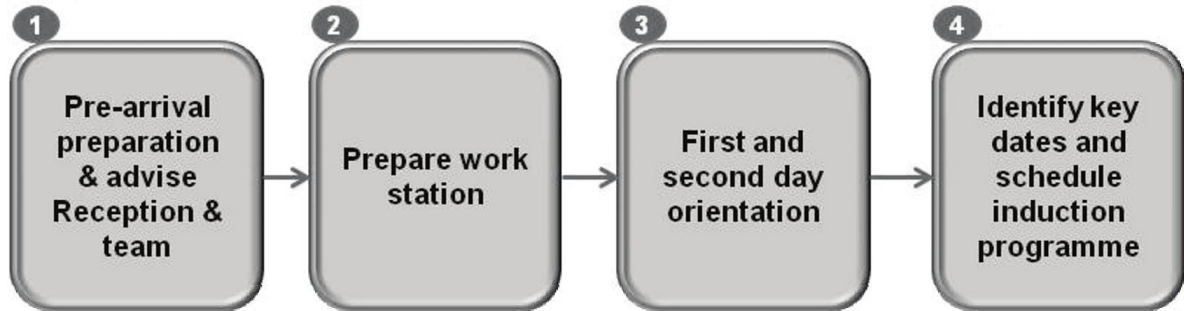 1
Pre-arrival
preparation
& advise
Reception &
team
2
Prepare work
station
3
First and
second day
orientation
4
Identify key
dates and
schedule
induction
programme